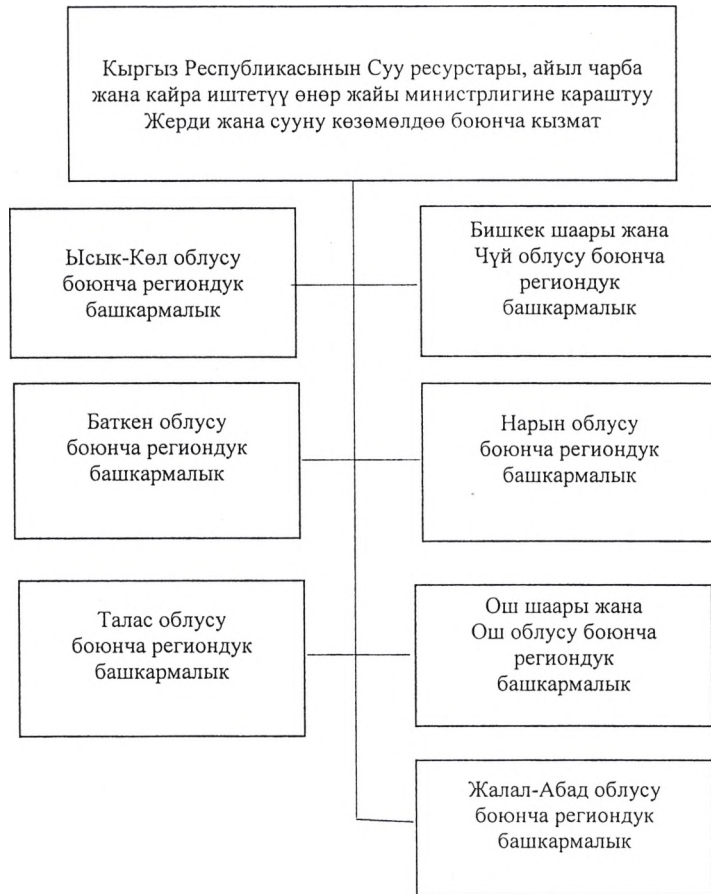 Кыргыз Республикасынын Суу ресурстары, айыл чарба
жана кайра иштетүү өнөр жайы министрлигине караштуу
Жерди жана сууну көзөмөлдөө боюнча кызмат
Ысык-Көл облусу
боюнча региондук
башкармалык
Бишкек шаары жана
Чүй облусу боюнча
региондук
башкармалык
Баткен облусу
боюнча региондук
башкармалык
Нарын облусу
боюнча региондук
башкармалык
Талас облусу
боюнча региондук
башкармалык
Ош шаары жана
Ош облусу боюнча
региондук
башкармалык
Жалал-Абад облусу
боюнча региондук
башкармалык